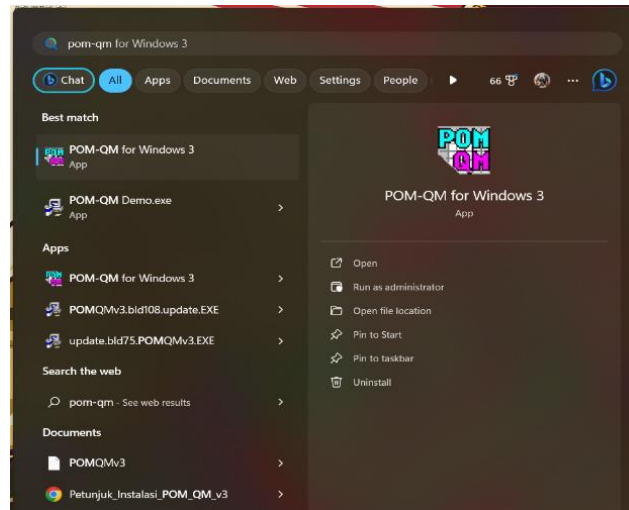 pom-qm for Windows 3
Chat All Apps Documents Web Settings People 66
Best match
POM-QM for Windows 3
App
POM-QM Demo.exe
App
Apps
POM-QM for Windows 3
POMQMv3.bld108.update.EXE
update.bld75.POMQMv3.EXE
Search the web
pom-qm - See web results
Documents
POMQMv3
Petunjuk_Instalasi_POM_QM_v3
POM
QM
POM-QM for Windows 3
App
Open
Run as administrator
Open file location
Pin to Start
Pin to taskbar
Uninstall